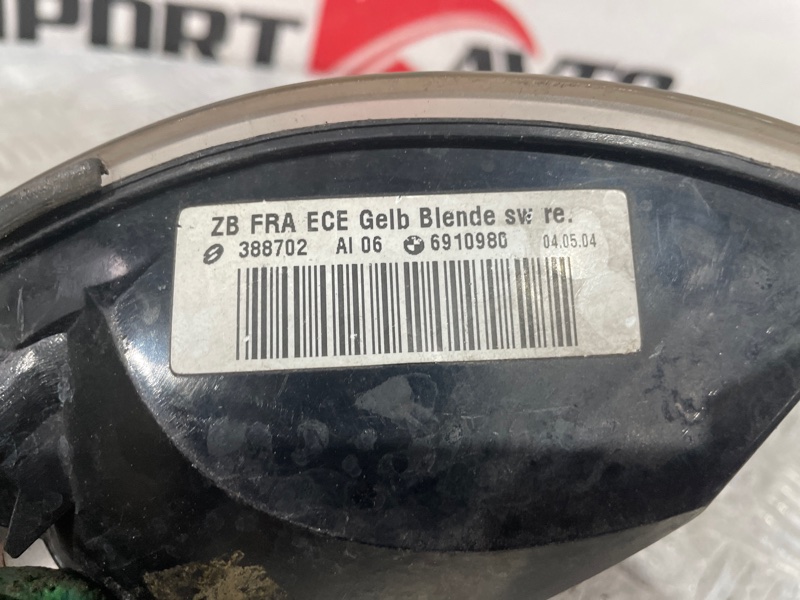 ZB FRA ECE Gelb Blende sw re.
388702 AI 06 6910980 04.05.04